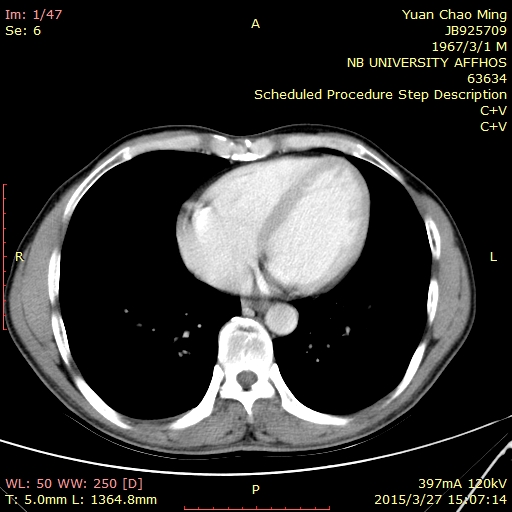 Im: 1/47
Se: 6
A
Yuan Chao Ming
JB925709
1967/3/1 M
NB UNIVERSITY AFFHOS
63634
Scheduled Procedure Step Description
C+V
C+V
R
L
WL: 50 WW: 250 [D]
T: 5.0mm L: 1364.8mm
P
397mA 120kV
2015/3/27 15:07:14